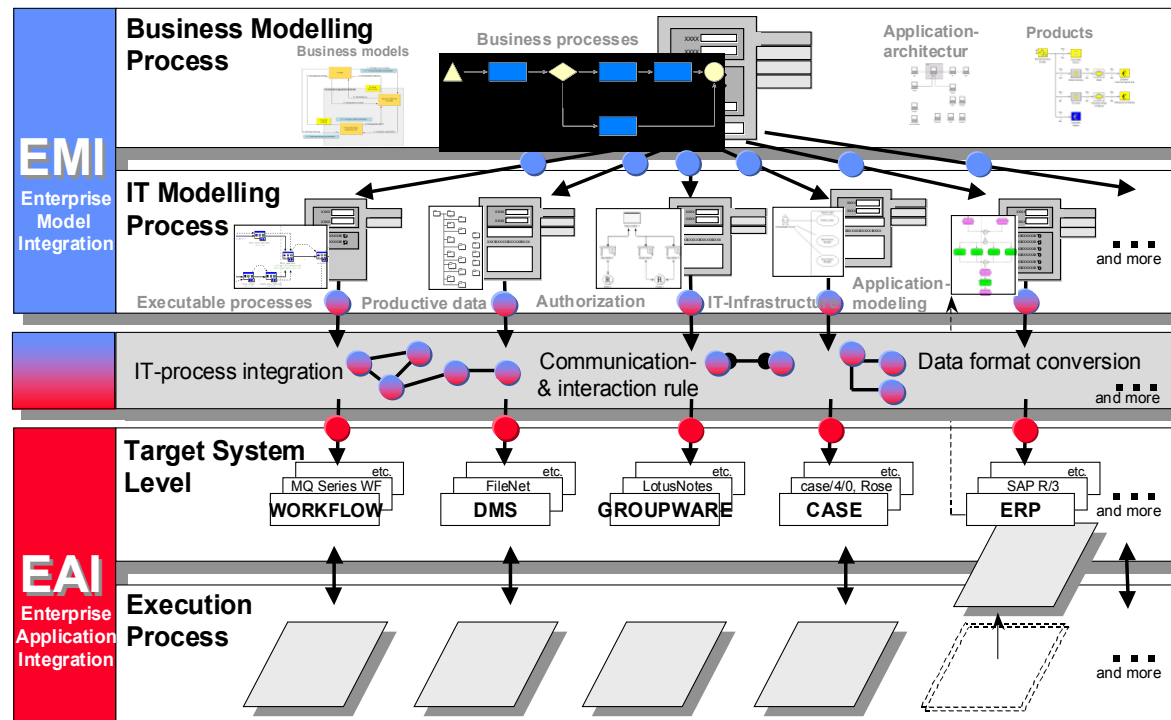 Business Modelling
Process
Business models
Business processes
Application-
architectur
Products
XXXX
EMI
Enterprise
Model
Integration
IT Modelling
Process
Executable processes
Productive data
Authorization
IT-Infrastructure
Application-
modeling
and more
IT-process integration
Communication-
& interaction rule
Data format conversion
and more
EAI
Enterprise
Application
Integration
Target System
Level
etc.
MQ Series WF
WORKFLOW
etc.
FileNet
DMS
etc.
LotusNotes
GROUPWARE
etc.
case/4/0, Rose
CASE
etc.
SAP R/3
ERP
and more
Execution
Process
and more